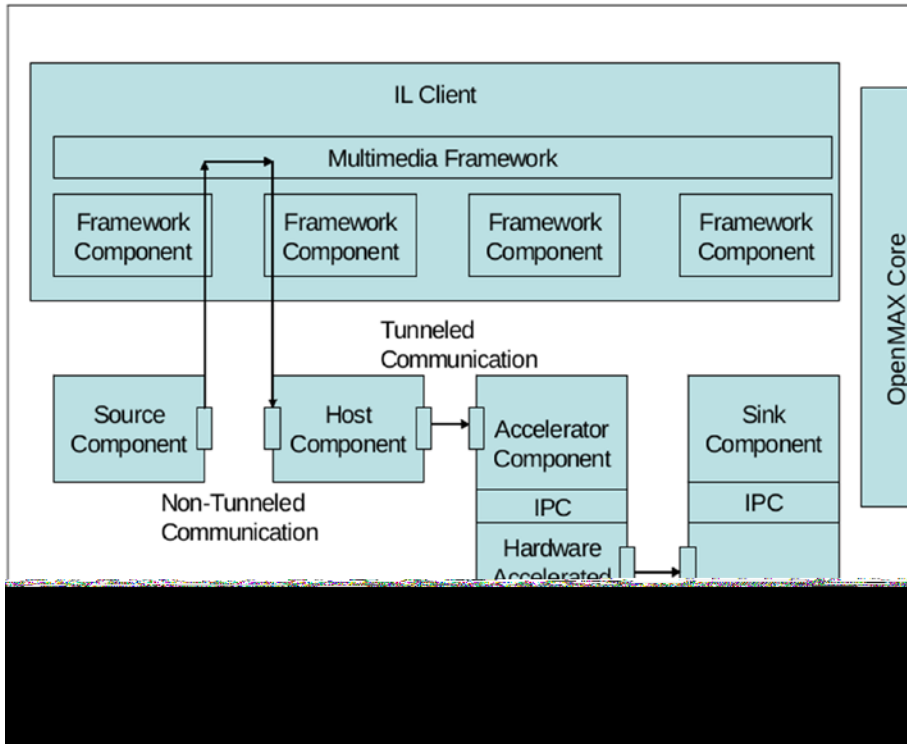 IL Client
Multimedia Framework
Framework
Component
Framework
Component
Framework
Component
Framework
Component
OpenMAX Core
Tunneled
Communication
Source
Component
Host
Component
Accelerator
Component
Sink
Component
IPC
IPC
Non-Tunneled
Communication
Hardware
Accelerated